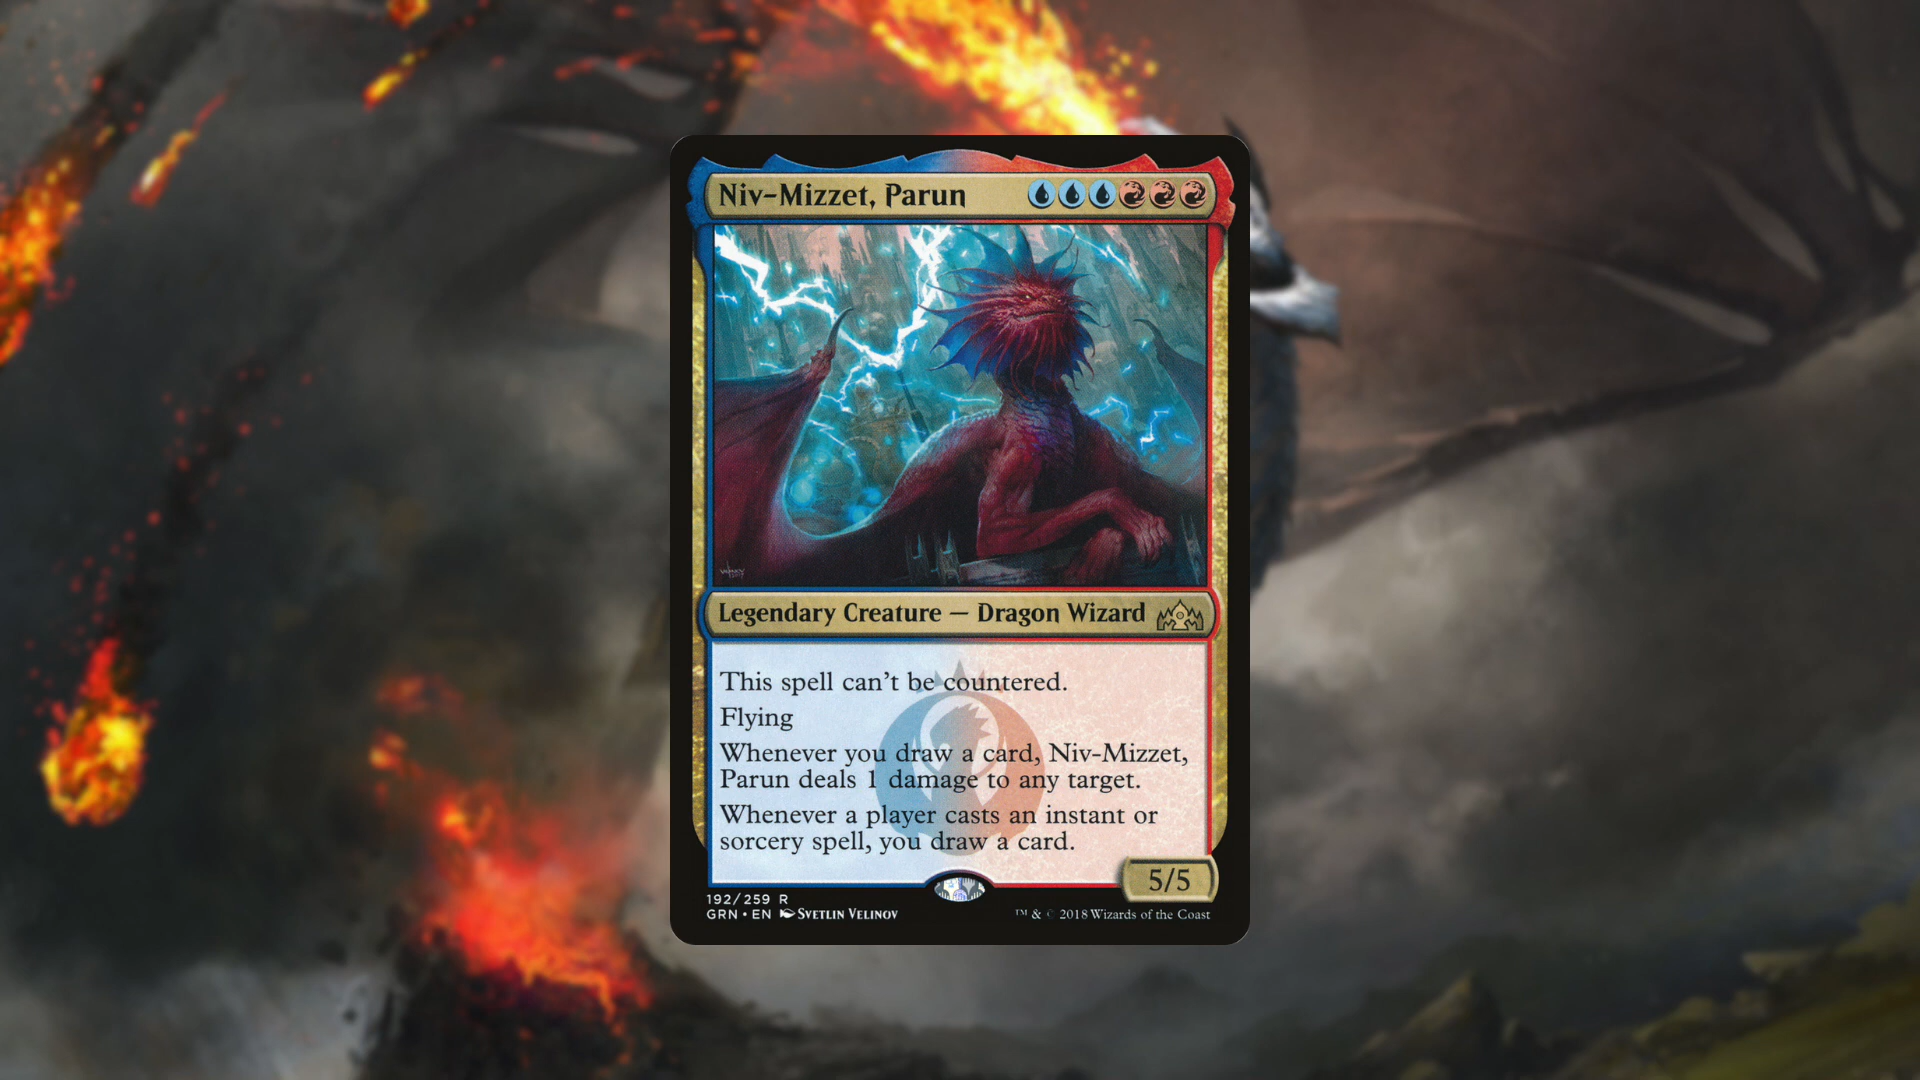 Niv-Mizzet, Parun
Legendary Creature — Dragon Wizard
This spell can't be countered.
Flying
Whenever you draw a card, Niv-Mizzet,
Parun deals 1 damage to any target.
Whenever a player casts an instant or
sorcery spell, you draw a card.
5/5
192/259 R
GRN • EN Svetlin Velinov
™ & © 2018 Wizards of the Coast